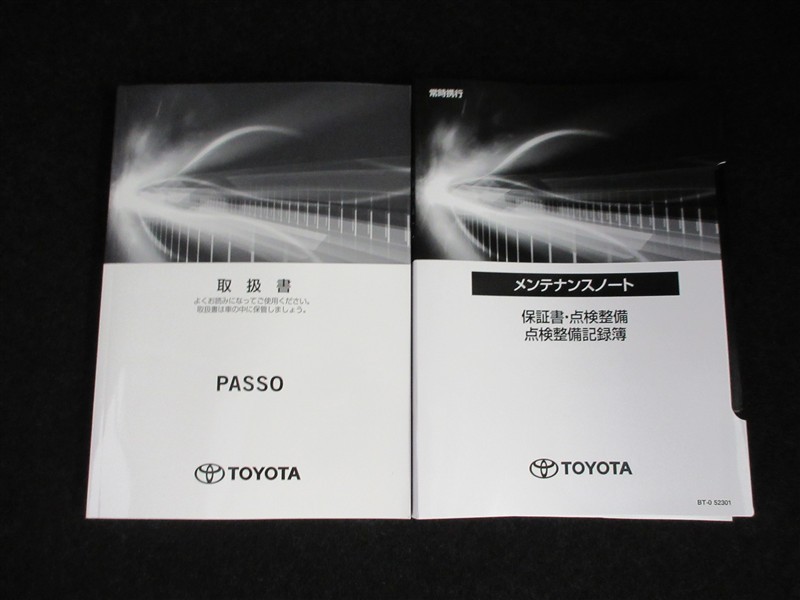 取扱書
よくお読みになってご使用ください。
取扱書は車の中に保管しましょう。
PASSO
TOYOTA
常時携行
メンテナンスノート
保証書・点検整備
点検整備記録簿
TOYOTA
BT-0 52301